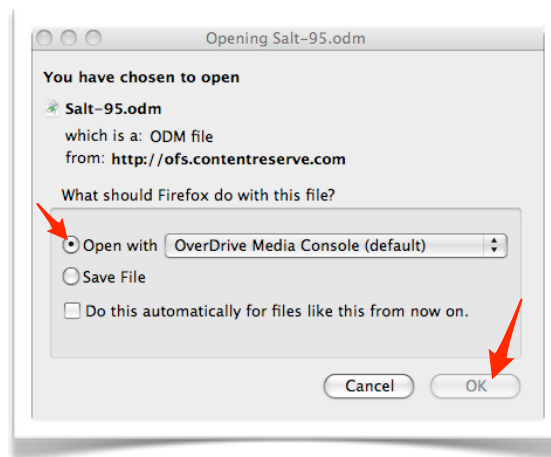 Opening Salt-95.odm
You have chosen to open
Salt-95.odm
which is a: ODM file
from: http://ofs.contentreserve.com
What should Firefox do with this file?
Open with OverDrive Media Console (default)
Save File
Do this automatically for files like this from now on.
Cancel OK